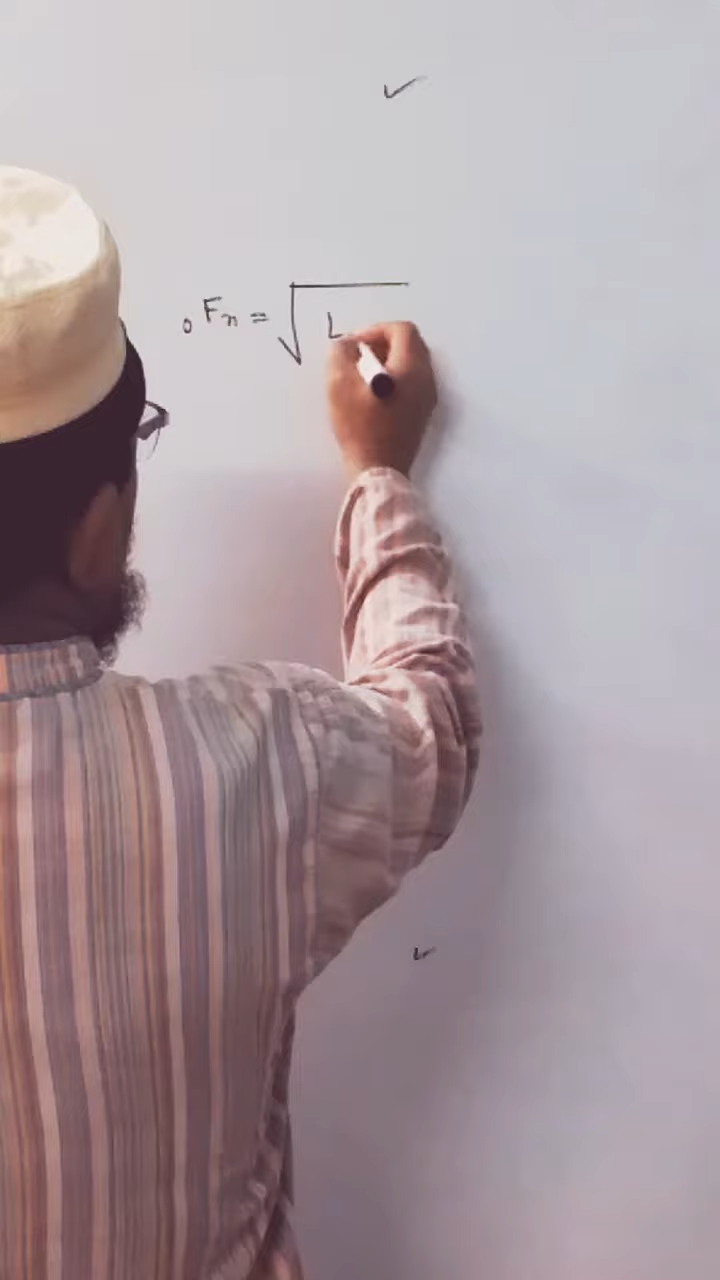 ✓
₀Fn = √L
✓